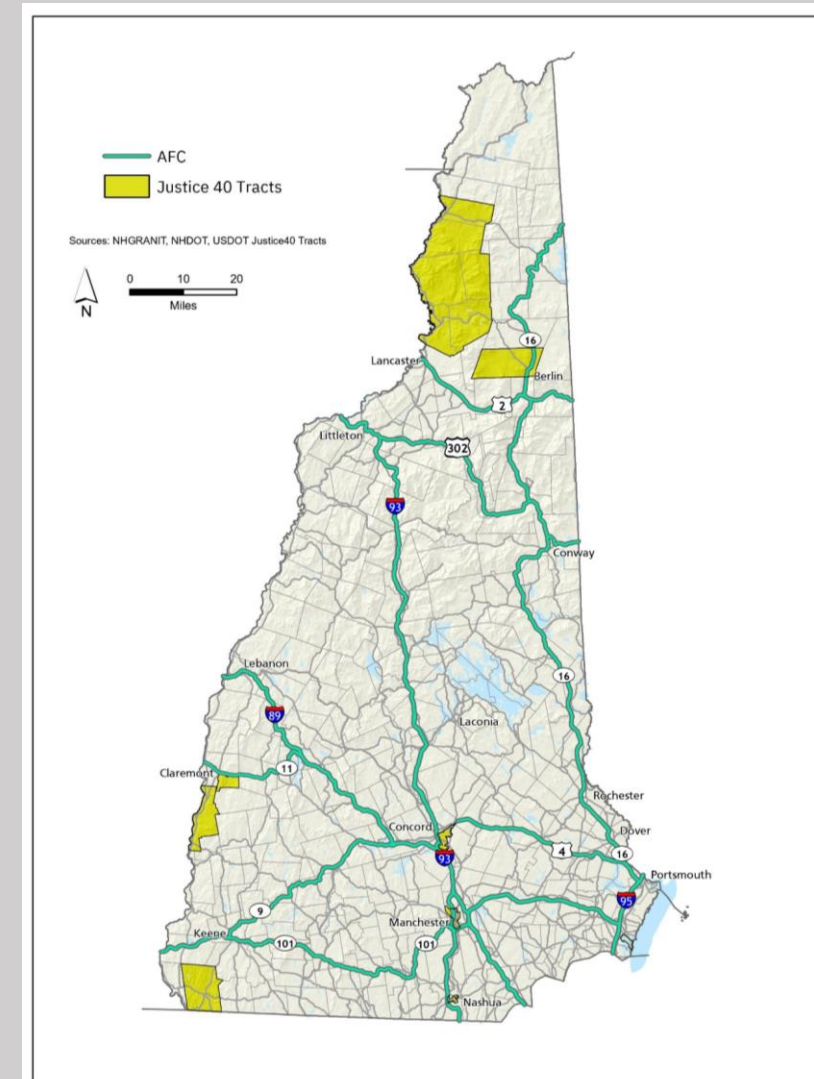 AFC
Justice 40 Tracts
Sources: NHGRANIT, NHDOT, USDOT Justice40 Tracts
0 10 20
Miles
N
16
Lancaster
Berlin
2
Littleton
302
93
Conway
Lebanon
16
89
Laconia
Claremont
11
Rochester
Concord
Dover
4
93
16
Portsmouth
95
9
Manchester
Keene
101
101
Nashua